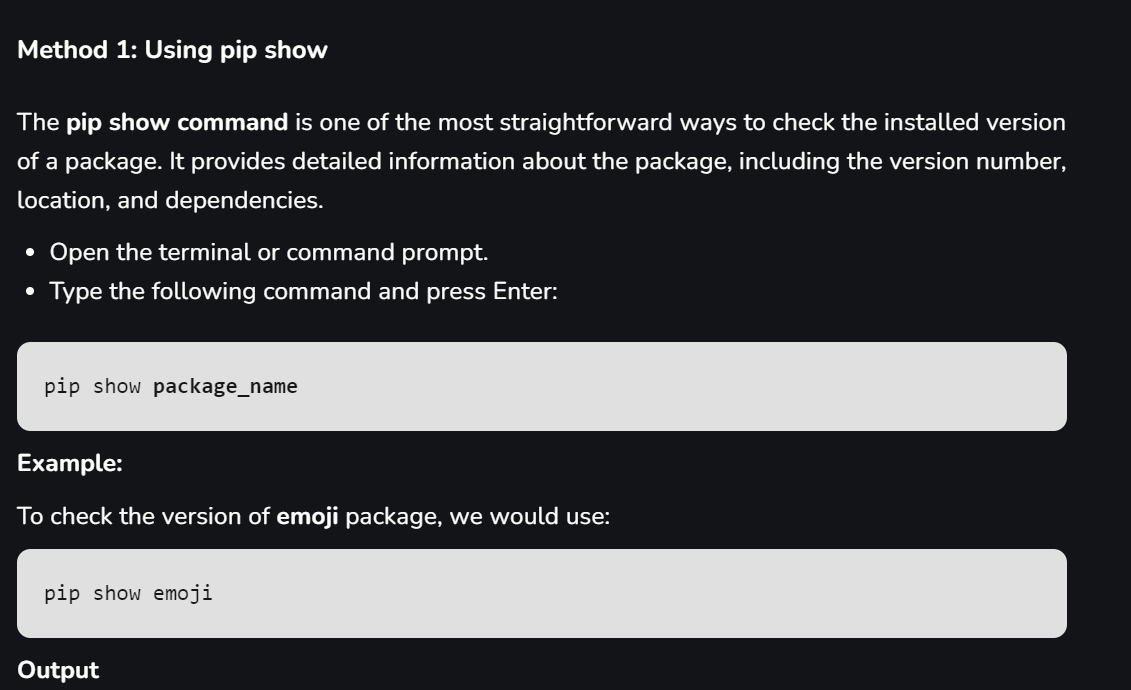 Method 1: Using pip show
The pip show command is one of the most straightforward ways to check the installed version
of a package. It provides detailed information about the package, including the version number,
location, and dependencies.
• Open the terminal or command prompt.
• Type the following command and press Enter:
pip show package_name
Example:
To check the version of emoji package, we would use:
pip show emoji
Output